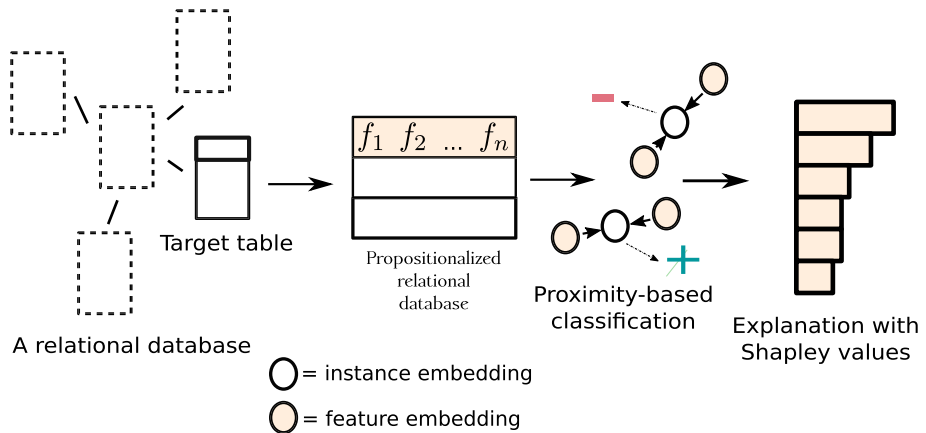 f1 f2 ... fn
Target table
Propositionalized
relational
database
A relational database
Proximity-based
classification
Explanation with
Shapley values
= instance embedding
= feature embedding